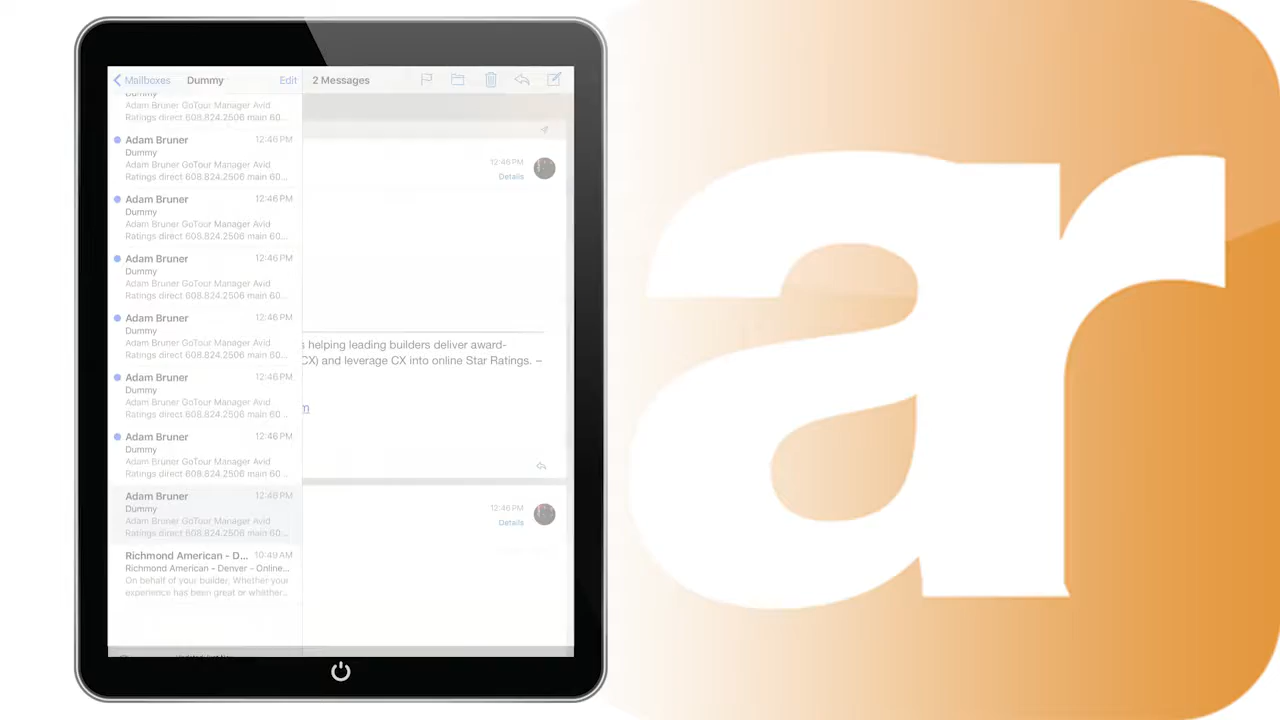 Mailboxes Dummy Edit 2 Messages
Dummy
Adam Bruner GoTour Manager Avid
Ratings direct 608.824.2506 main 60...
Adam Bruner 12:46 PM
Dummy
Adam Bruner GoTour Manager Avid
Ratings direct 608.824.2506 main 60...
Adam Bruner 12:46 PM
Dummy
Adam Bruner GoTour Manager Avid
Ratings direct 608.824.2506 main 60...
Adam Bruner 12:46 PM
Dummy
Adam Bruner GoTour Manager Avid
Ratings direct 608.824.2506 main 60...
Adam Bruner 12:46 PM
Dummy
Adam Bruner GoTour Manager Avid
Ratings direct 608.824.2506 main 60...
Adam Bruner 12:46 PM
Dummy
Adam Bruner GoTour Manager Avid
Ratings direct 608.824.2506 main 60...
Adam Bruner 12:46 PM
Dummy
Adam Bruner GoTour Manager Avid
Ratings direct 608.824.2506 main 60...
Adam Bruner 12:46 PM
Dummy
Adam Bruner GoTour Manager Avid
Ratings direct 608.824.2506 main 60...
Richmond American - D... 10:49 AM
Richmond American - Denver - Online...
On behalf of your builder, Whether your
experience has been great or whether...
12:46 PM
Details
s helping leading builders deliver award-
CX) and leverage CX into online Star Ratings. –
m
12:46 PM
Details
ar